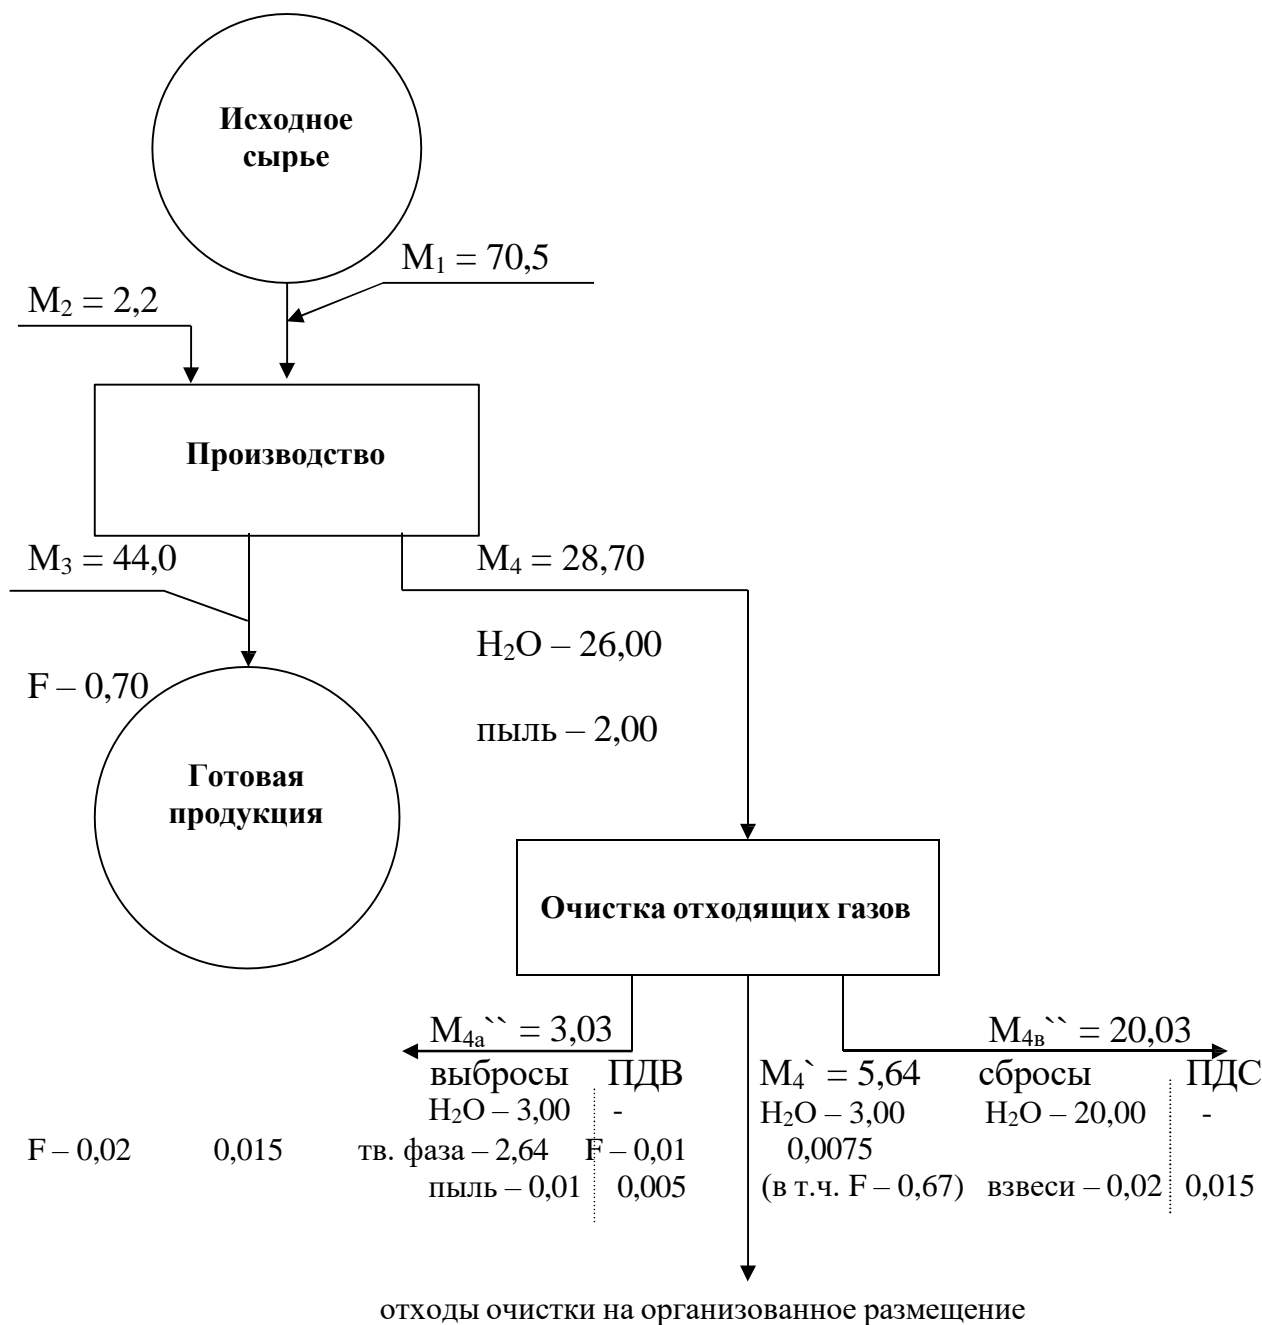 Исходное
сырье
M₁ = 70,5
M₂ = 2,2
Производство
M₃ = 44,0
M₄ = 28,70
H₂O – 26,00
F – 0,70
пыль – 2,00
Готовая
продукция
Очистка отходящих газов
M₄ₐ`` = 3,03
M₄в`` = 20,03
выбросы ПДВ M₄` = 5,64 сбросы ПДС
H₂O – 3,00 - H₂O – 3,00 H₂O – 20,00 -
F – 0,02 0,015 тв. фаза – 2,64 F – 0,01 0,0075
пыль – 0,01 0,005 (в т.ч. F – 0,67) взвеси – 0,02 0,015
отходы очистки на организованное размещение